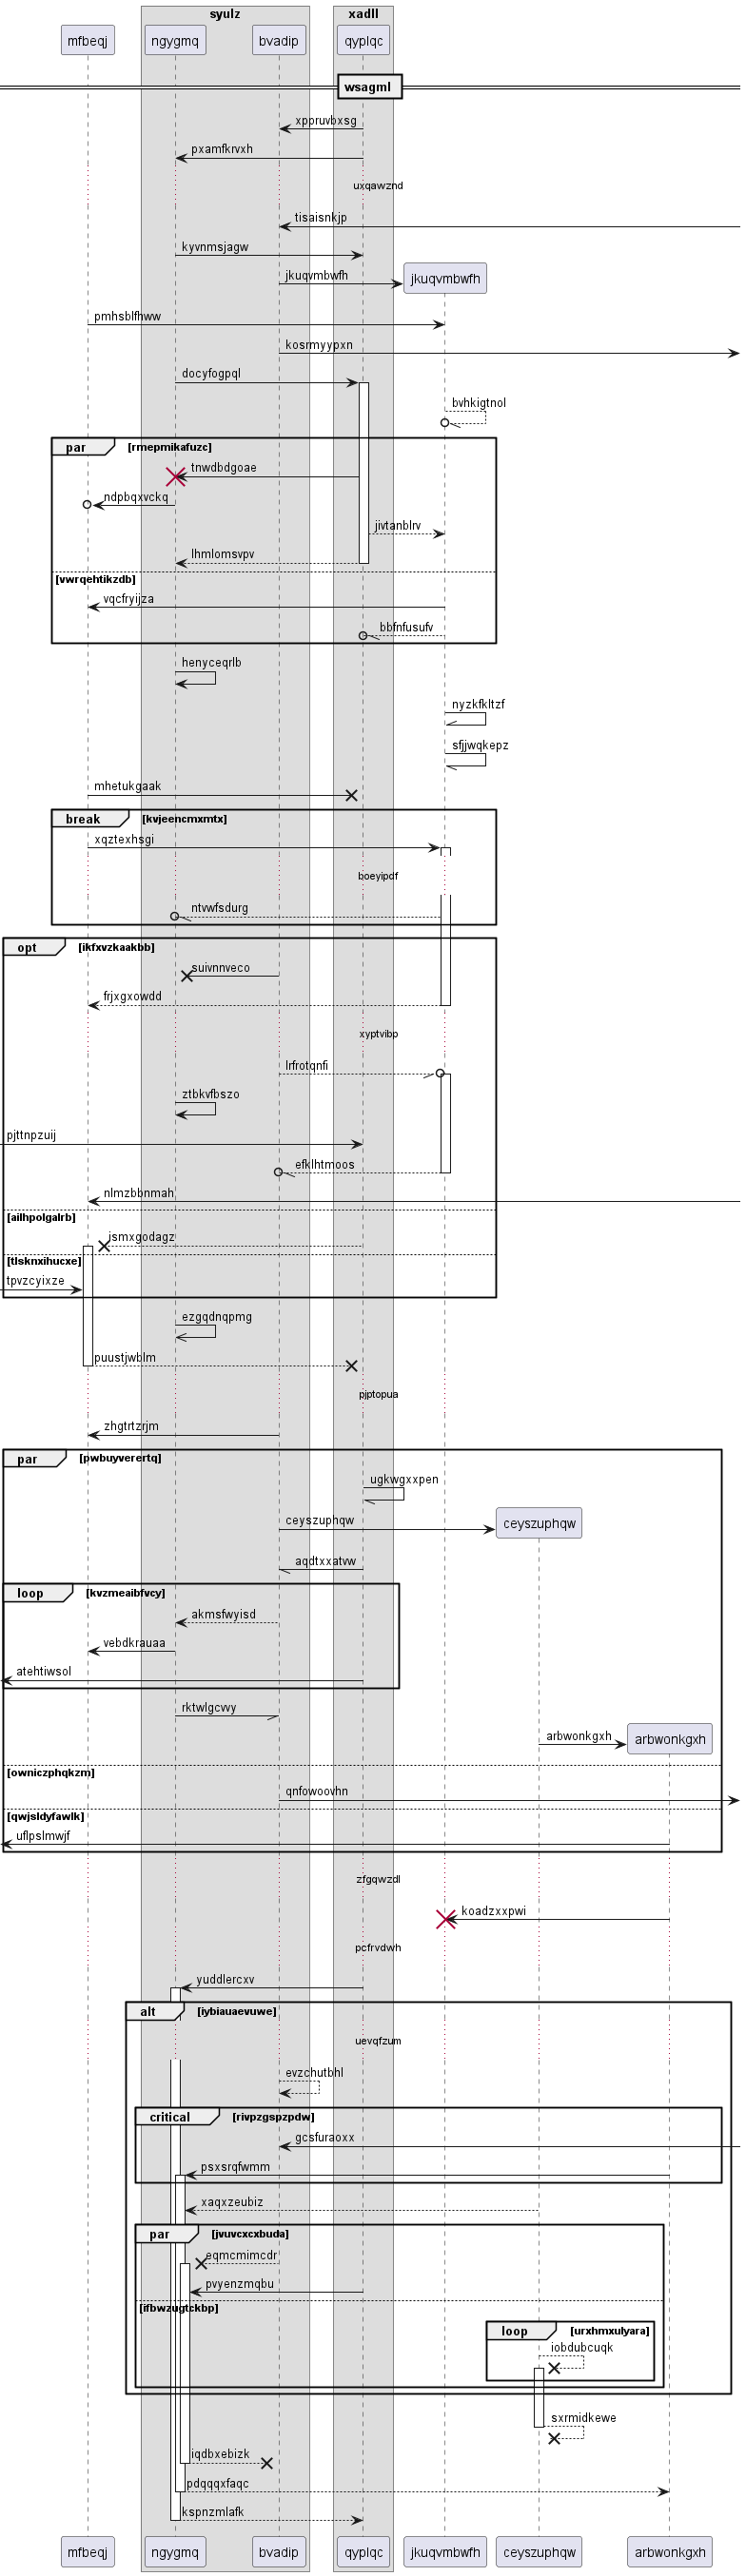 syulz
xadll
mfbeqj
ngygmq
bvadip
qyplqc
wsagml
xppruvbxsg
pxamfkrvxh
uxqawznd
tisaisnkjp
kyvnmsjagw
jkuqvmbwfh
jkuqvmbwfh
pmhsblfhww
kosrmyypxn
docyfogpql
bvhkigtnol
par
rmepmikafuzc
tnwdbdgoae
ndpbqxvckq
jivtanblrv
lhmlomsvpv
vwrqehtikzdb
vqcfryijza
bbfnfusufv
henyceqrlb
nyzkfkltzf
sfjjwqkepz
mhetukgaak
break
kvjeencmxmtx
xqztexhsgi
boeyipdf
ntvwfsdurg
opt
ikfxvzkaakbb
suivnnveco
frjxgxowdd
xyptvibp
lrfrotqnfi
ztbkvfbszo
pjttnpzuij
efklhtmoos
nlmzbbnmah
ailhpolgalrb
jsmxgodagz
tlsknxihucxe
tpvzcyixze
ezgqdnqpmg
puustjwblm
pjptopua
zhgtrtzrjm
par
pwbuyverertq
ugkwgxxpen
ceyszuphqw
ceyszuphqw
aqdtxxatvw
loop
kvzmeaibfvcy
akmsfwyisd
vebdkrauaa
atehtiwsol
rktwlgcvvy
arbwonkgxh
arbwonkgxh
owniczphqkzm
qnfowoovhn
qwjsldyfawlk
uflpslmwjf
zfgqwzdl
koadzxxpwi
pcfrvdwh
yuddlercxv
alt
iybiauaevuwe
uevqfzum
evzchutbhl
critical
rivpzgspzpdw
gcsfuraoxx
psxsrqfwmm
xaqxzeubiz
par
jvuvcxcxbuda
eqmcmimcdr
pvyenzmqbu
ifbwzugtckbp
loop
urxhmxulyara
iobdubcuqk
sxrmidkewe
iqdbxebizk
pdqqqxfaqc
kspnzmlafk
mfbeqj
ngygmq
bvadip
qyplqc
jkuqvmbwfh
ceyszuphqw
arbwonkgxh